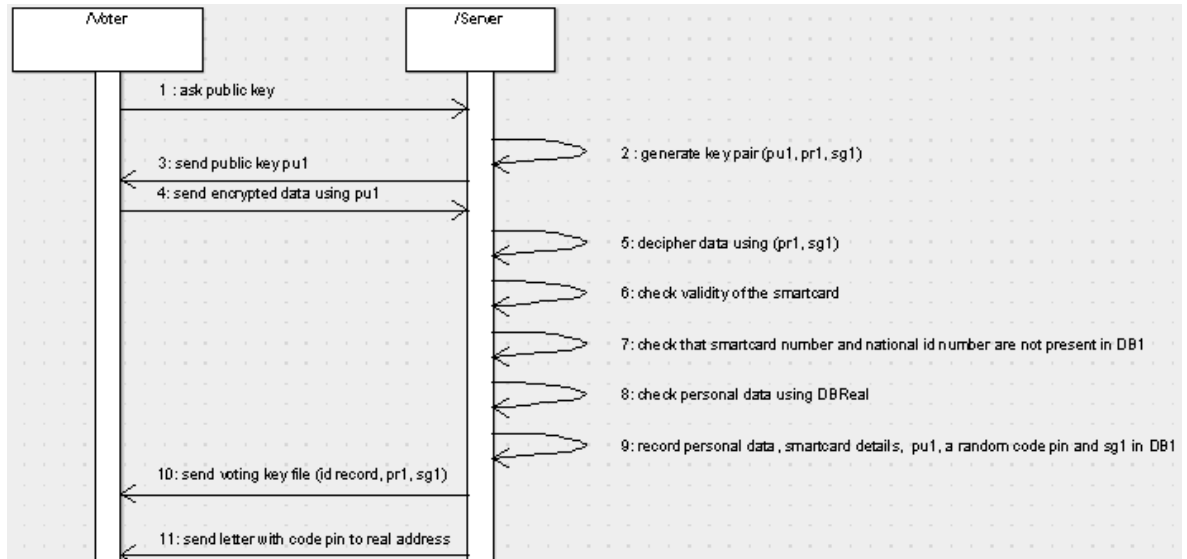 /Voter
/Server
1 : ask public key
2 : generate key pair (pu1, pr1, sg1)
3: send public key pu1
4: send encrypted data using pu1
5: decipher data using (pr1, sg1)
6: check validity of the smartcard
7: check that smartcard number and national id number are not present in DB1
8: check personal data using DBReal
9: record personal data, smartcard details, pu1, a random code pin and sg1 in DB1
10: send voting key file (id record, pr1, sg1)
11: send letter with code pin to real address